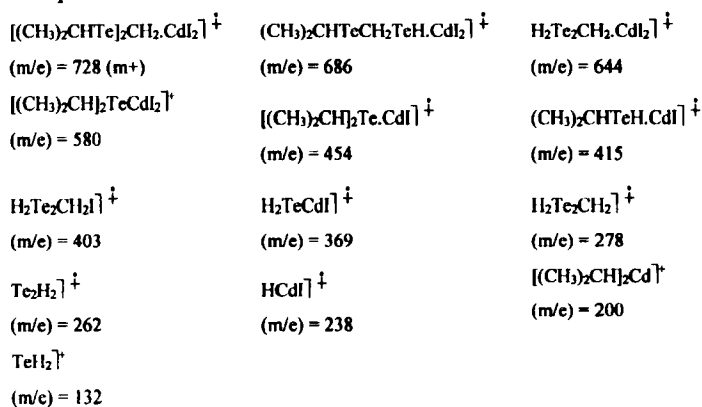 [(CH₃)₂CHTe]₂CH₂.CdI₂]⁺̇ (CH₃)₂CHTeCH₂TeH.CdI₂]⁺̇ H₂Te₂CH₂.CdI₂]⁺̇
(m/e) = 728 (m+) (m/e) = 686 (m/e) = 644
[(CH₃)₂CH]₂TeCdI₂]⁺ [(CH₃)₂CH]₂Te.CdI]⁺̇ (CH₃)₂CHTeH.CdI]⁺̇
(m/e) = 580 (m/e) = 454 (m/e) = 415
H₂Te₂CH₂I]⁺̇ H₂TeCdI]⁺̇ H₂Te₂CH₂]⁺̇
(m/e) = 403 (m/e) = 369 (m/e) = 278
Te₂H₂]⁺̇ HCdI]⁺̇ [(CH₃)₂CH]₂Cd]⁺
(m/e) = 262 (m/e) = 238 (m/e) = 200
TeH₂]⁺
(m/e) = 132